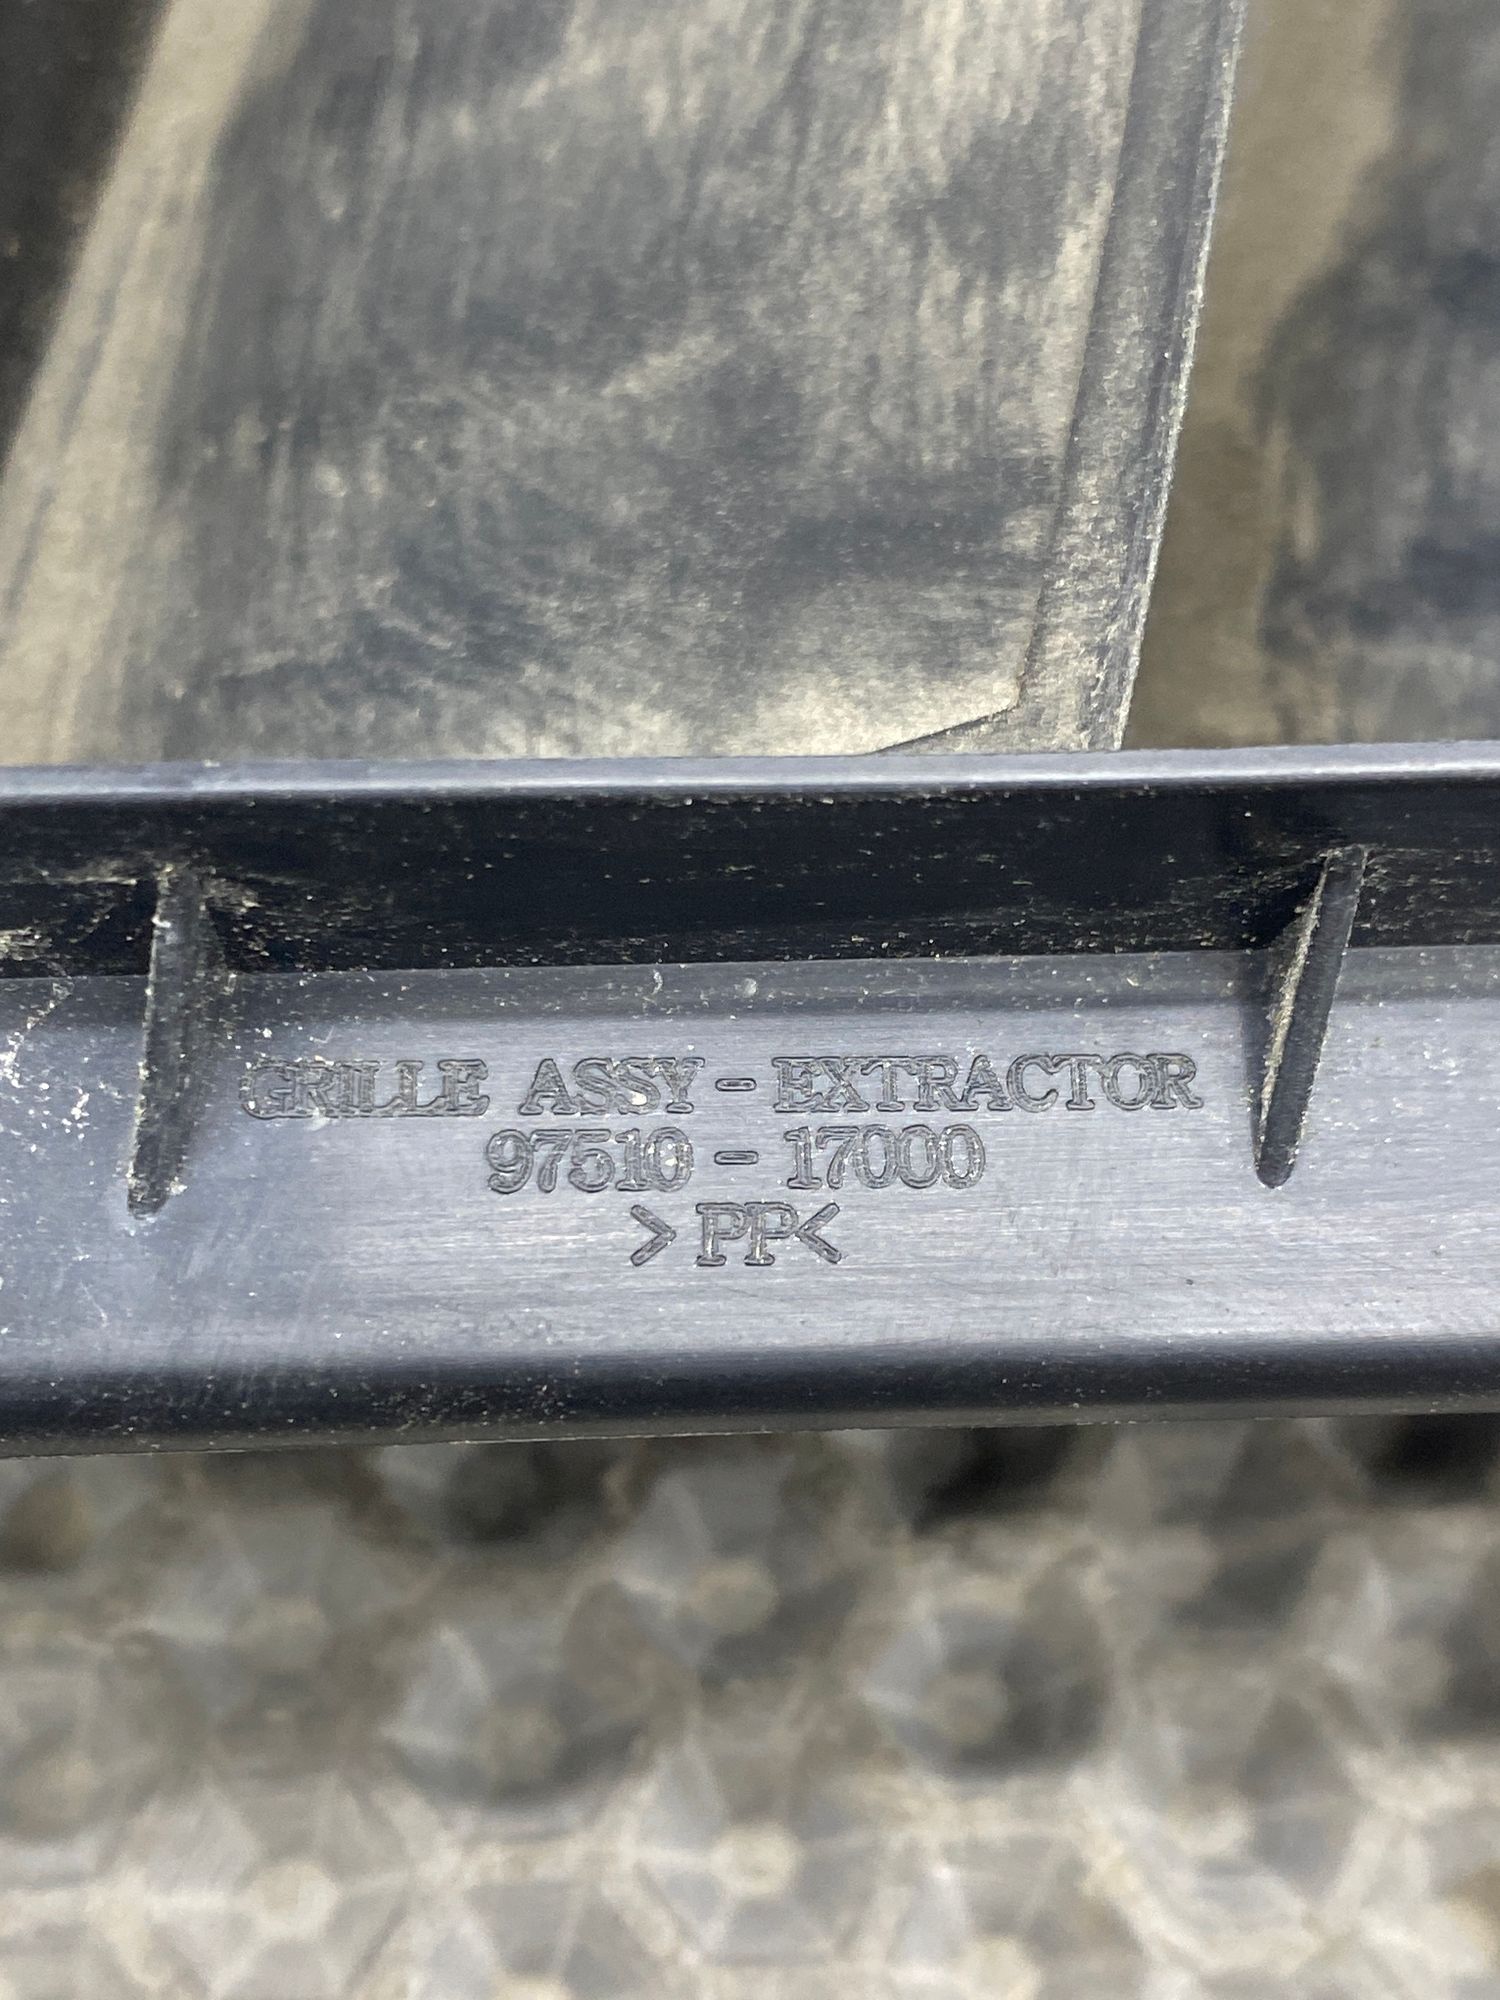 GRILLE ASSY - EXTRACTOR
97510 - 17000
>PP<